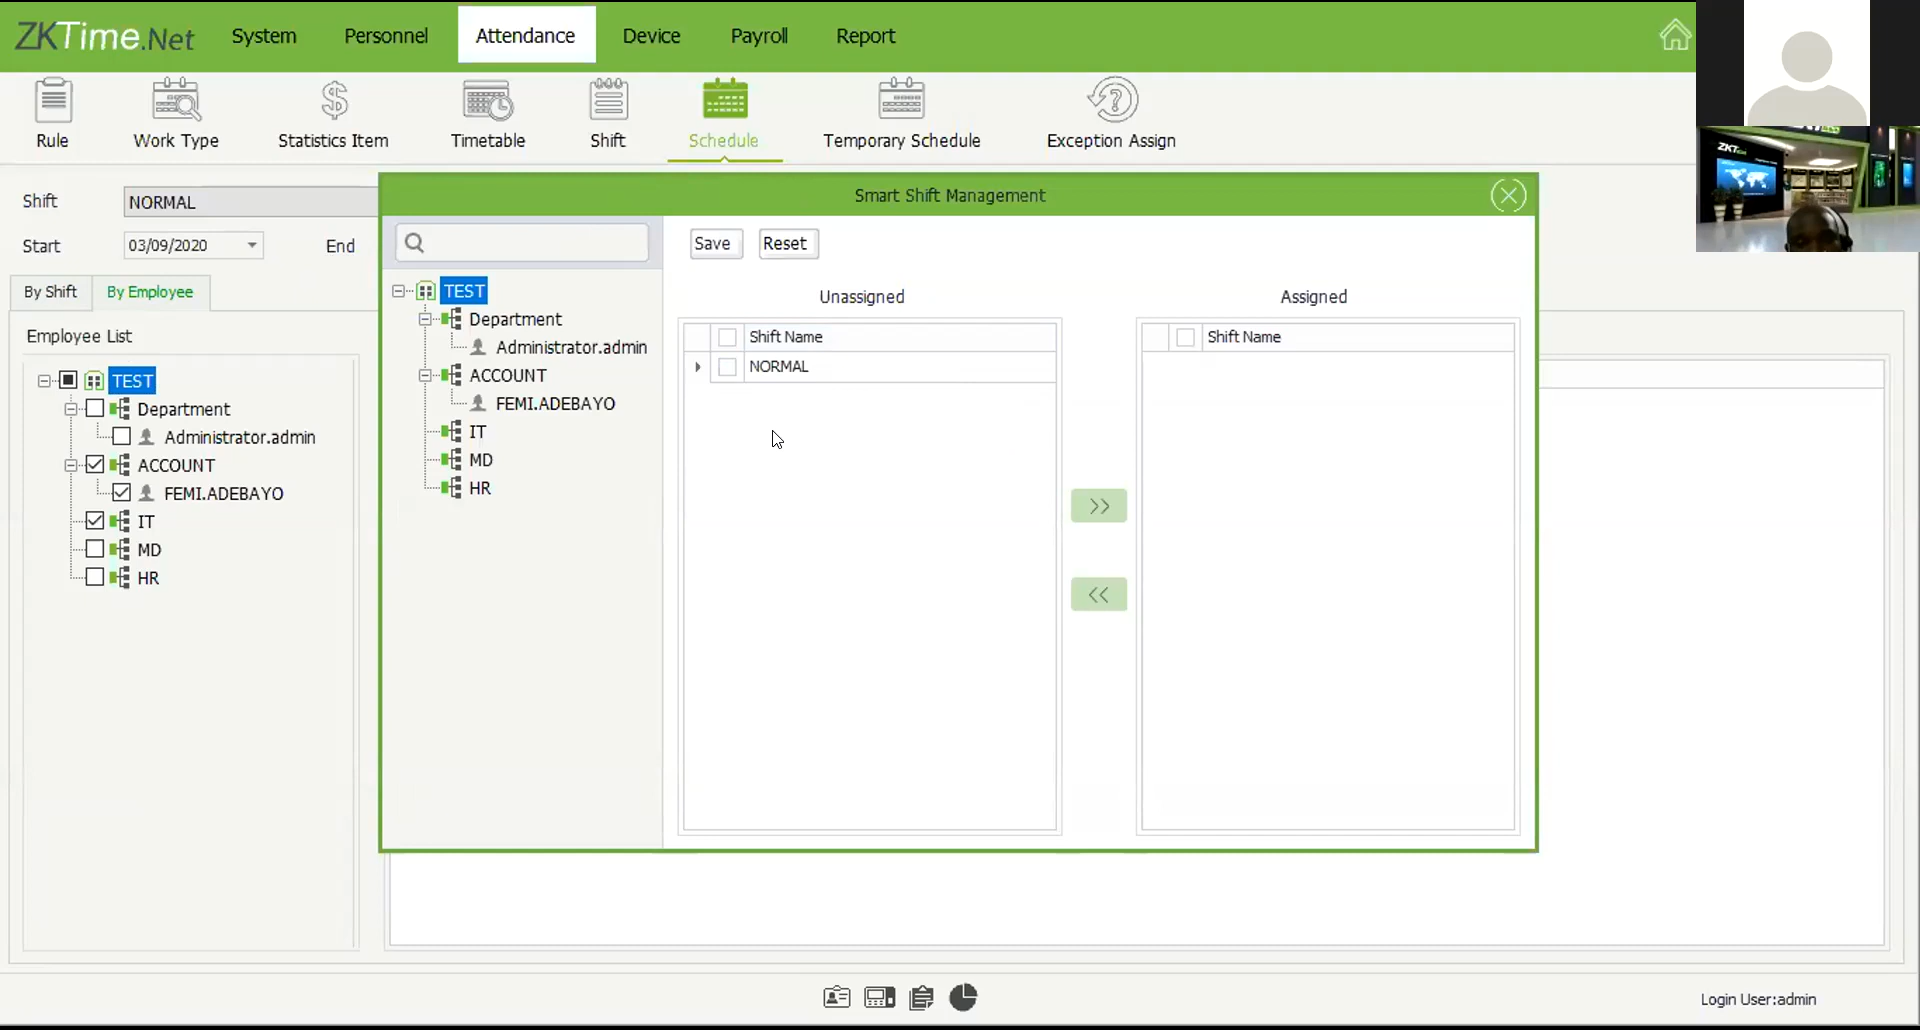 ZKTime.Net System Personnel Attendance Device Payroll Report
Rule Work Type Statistics Item Timetable Shift Schedule Temporary Schedule Exception Assign
Shift NORMAL
Start 03/09/2020 End
By Shift By Employee
Employee List
TEST
Department
Administrator.admin
ACCOUNT
FEMI.ADEBAYO
IT
MD
HR
Smart Shift Management
TEST
Department
Administrator.admin
ACCOUNT
FEMI.ADEBAYO
IT
MD
HR
Save Reset
Unassigned
Shift Name
NORMAL
>>
<<
Assigned
Shift Name
Login User:admin